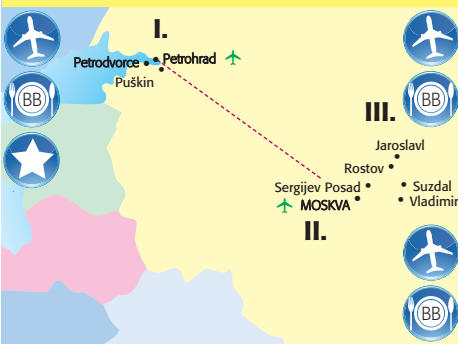 I.
Petrodvorce
Petrohrad
Puškin
BB
BB
III.
Jaroslavl
Rostov
Sergijev Posad
Suzdal
MOSKVA
Vladimir
II.
BB